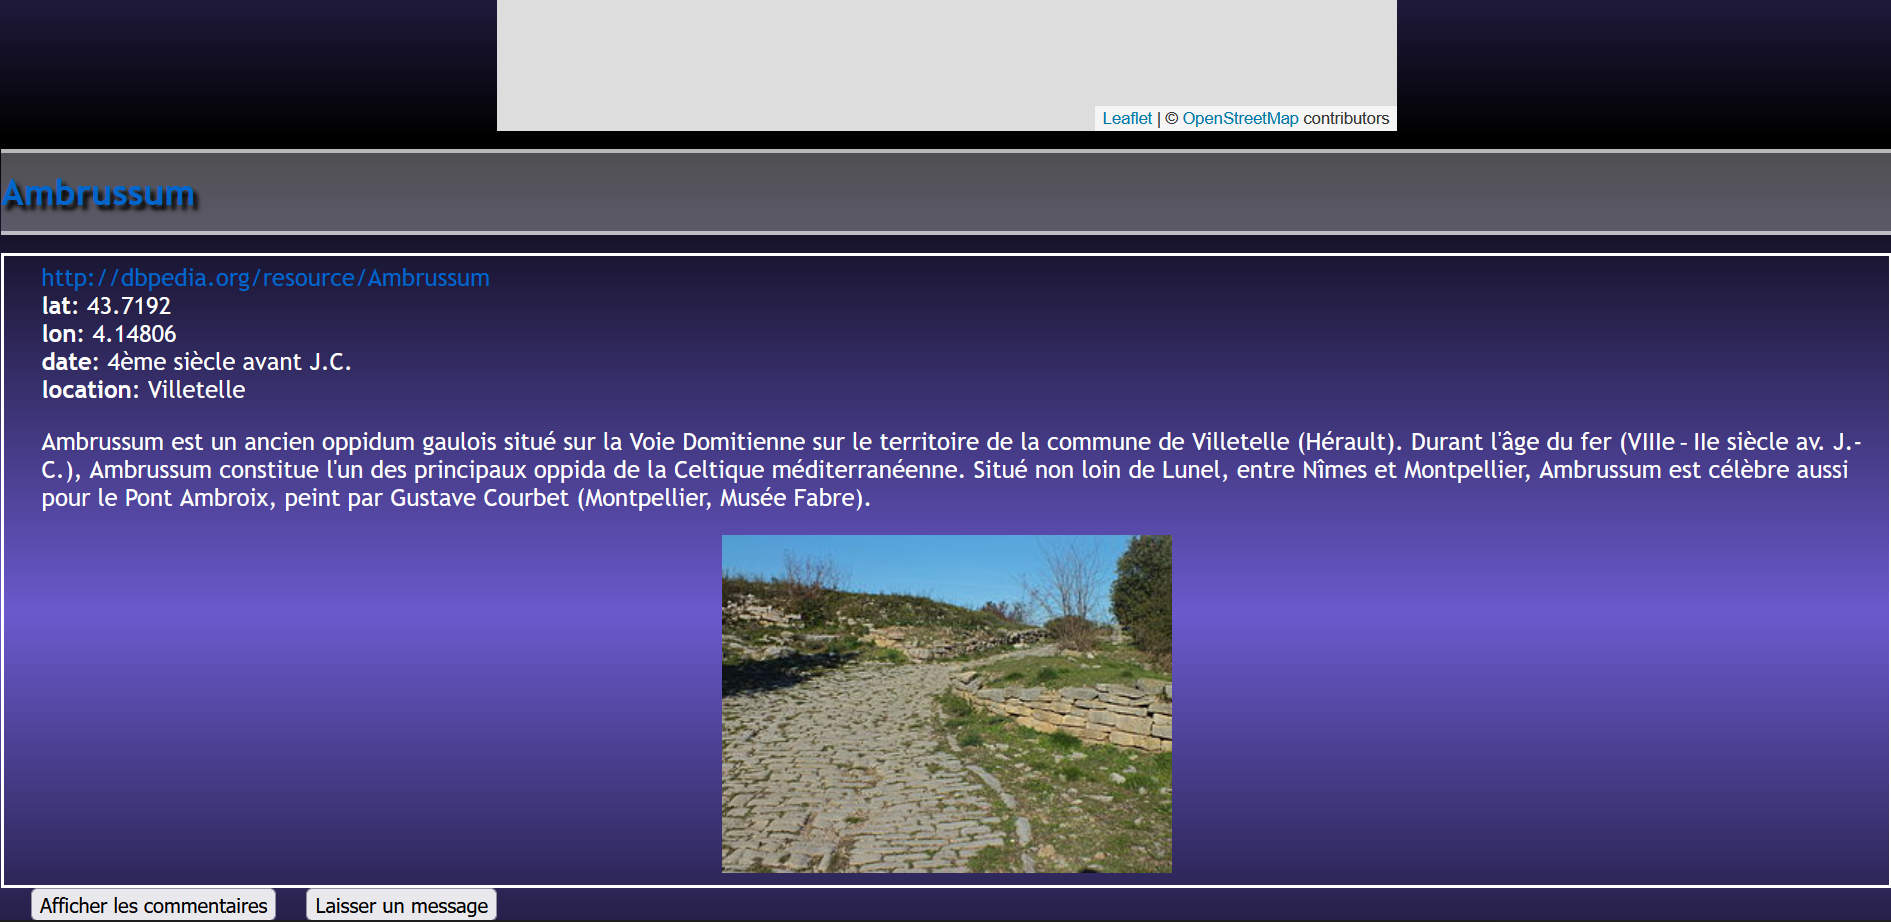 Leaflet | © OpenStreetMap contributors
Ambrussum
http://dbpedia.org/resource/Ambrussum
lat: 43.7192
lon: 4.14806
date: 4ème siècle avant J.C.
location: Villetelle
Ambrussum est un ancien oppidum gaulois situé sur la Voie Domitienne sur le territoire de la commune de Villetelle (Hérault). Durant l'âge du fer (VIIIe - IIe siècle av. J.-
C.), Ambrussum constitue l'un des principaux oppida de la Celtique méditerranéenne. Situé non loin de Lunel, entre Nîmes et Montpellier, Ambrussum est célèbre aussi
pour le Pont Ambroix, peint par Gustave Courbet (Montpellier, Musée Fabre).
Afficher les commentaires Laisser un message